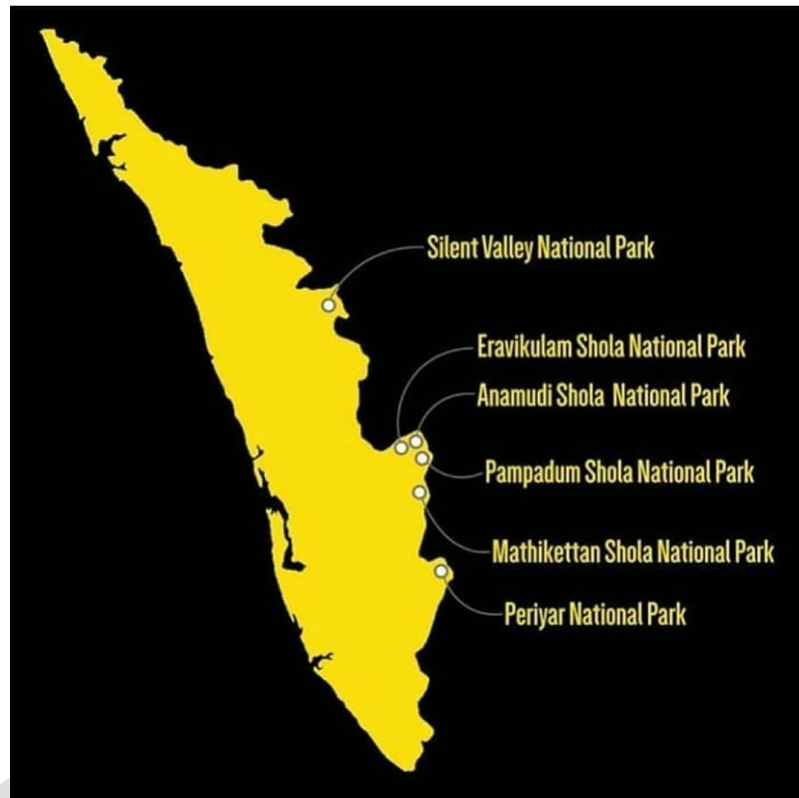 Silent Valley National Park
Eravikulam Shola National Park
Anamudi Shola National Park
Pampadum Shola National Park
Mathikettan Shola National Park
Periyar National Park